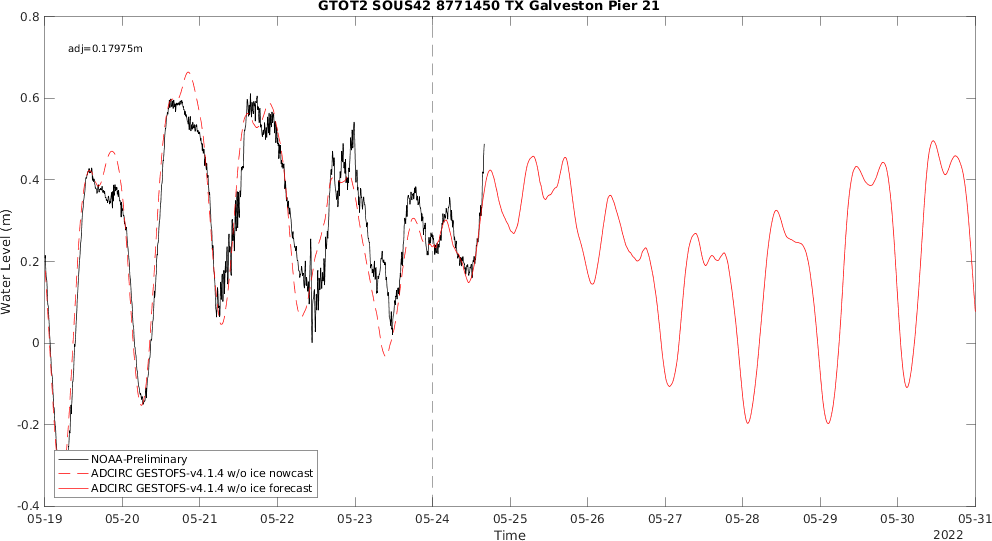 GTOT2 SOUS42 8771450 TX Galveston Pier 21
adj=0.17975m
0.8
0.6
0.4
0.2
0
-0.2
-0.4
Water Level (m)
NOAA-Preliminary
ADCIRC GESTOFS-v4.1.4 w/o ice nowcast
ADCIRC GESTOFS-v4.1.4 w/o ice forecast
05-19 05-20 05-21 05-22 05-23 05-24 05-25 05-26 05-27 05-28 05-29 05-30 05-31
Time
2022